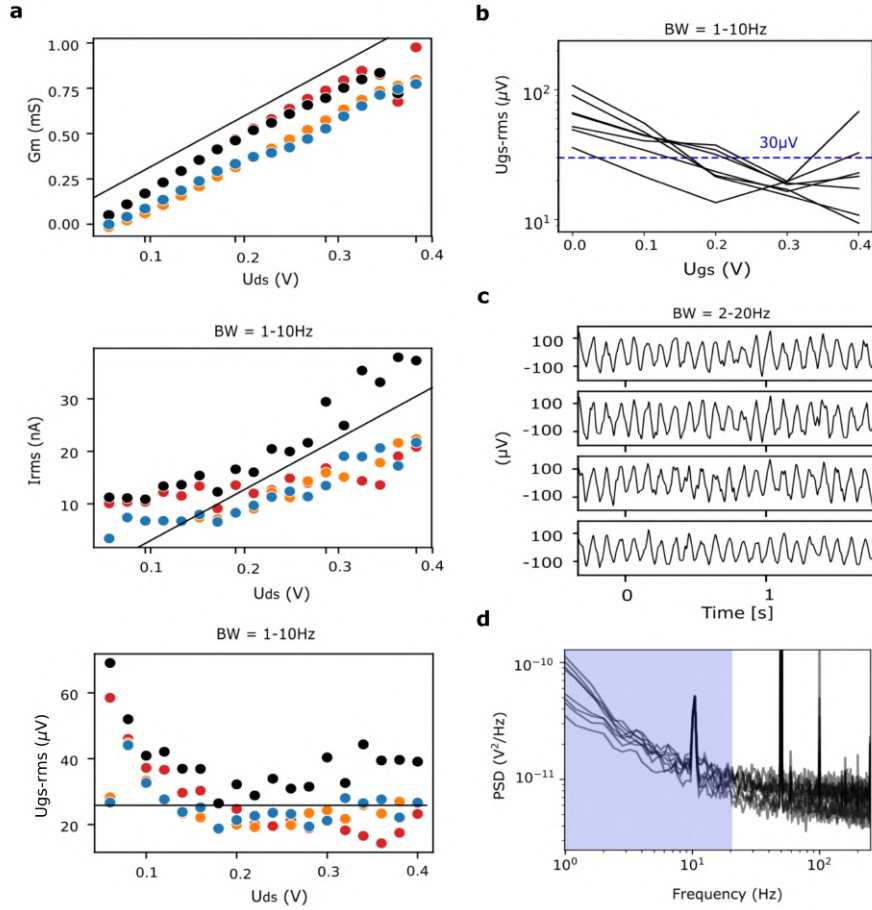 a
1.00
0.75
0.50
0.25
0.00
Gm (mS)
0.1 0.2 0.3 0.4
Uds (V)
BW = 1-10Hz
30
20
10
Irms (nA)
0.1 0.2 0.3 0.4
Uds (V)
BW = 1-10Hz
60
40
20
Ugs-rms (μV)
0.1 0.2 0.3 0.4
Uds (V)
b
BW = 1-10Hz
10²
10¹
Ugs-rms (μV)
30μV
0.0 0.1 0.2 0.3 0.4
Ugs (V)
c
BW = 2-20Hz
100
-100
100
-100
100
-100
100
-100
(μV)
0 1
Time [s]
d
10⁻¹⁰
10⁻¹¹
PSD (V²/Hz)
10⁰ 10¹ 10²
Frequency (Hz)